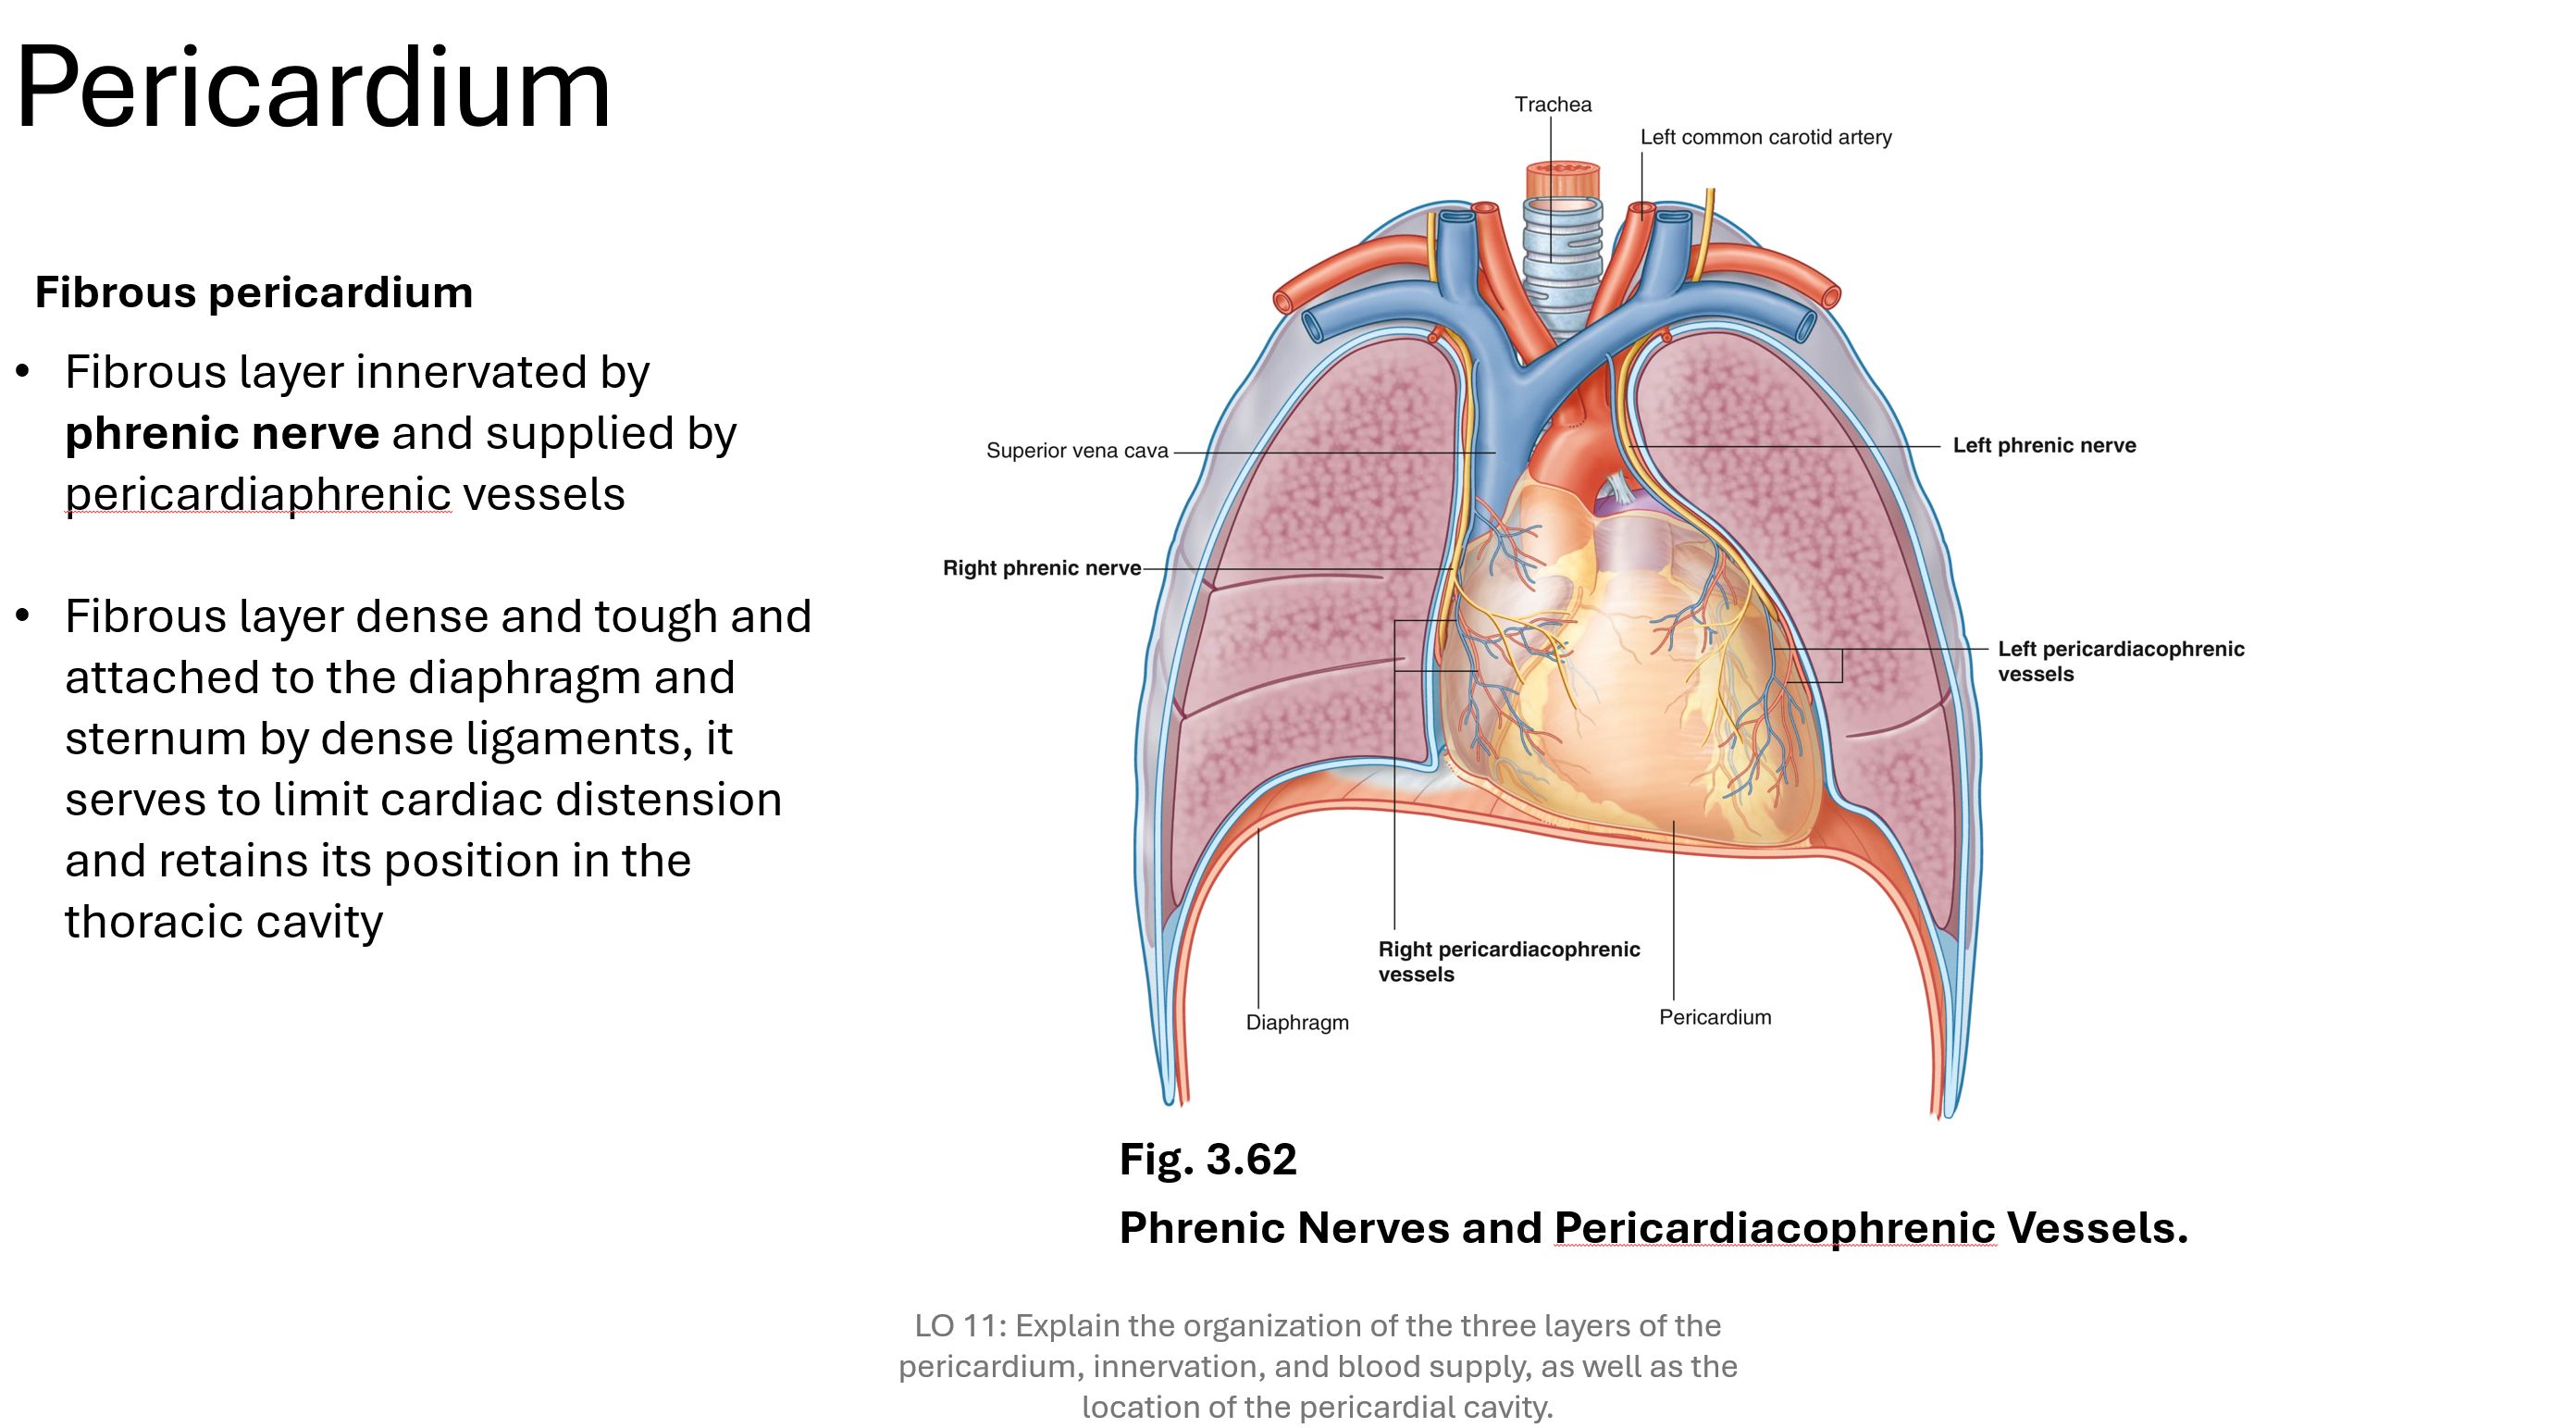 Pericardium
Fibrous pericardium
• Fibrous layer innervated by
phrenic nerve and supplied by
pericardiaphrenic vessels
• Fibrous layer dense and tough and
attached to the diaphragm and
sternum by dense ligaments, it
serves to limit cardiac distension
and retains its position in the
thoracic cavity
Trachea
Left common carotid artery
Superior vena cava
Left phrenic nerve
Right phrenic nerve
Left pericardiacophrenic
vessels
Right pericardiacophrenic
vessels
Diaphragm
Pericardium
Fig. 3.62
Phrenic Nerves and Pericardiacophrenic Vessels.
LO 11: Explain the organization of the three layers of the
pericardium, innervation, and blood supply, as well as the
location of the pericardial cavity.